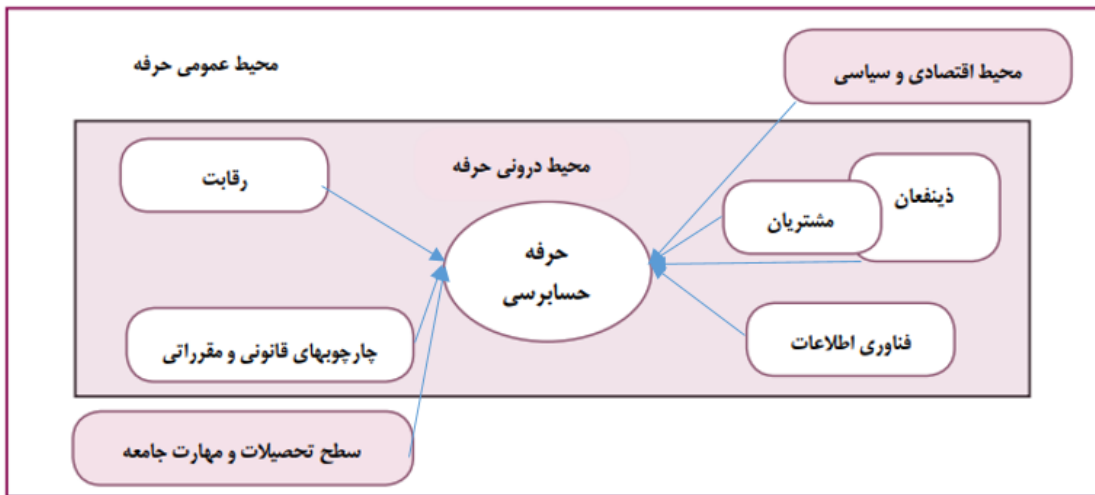 محیط عمومی حرفه
محیط اقتصادی و سیاسی
محیط درونی حرفه
رقابت
ذینفعان
مشتریان
حرفه
حسابرسی
فناوری اطلاعات
چارچوبهای قانونی و مقرراتی
سطح تحصیلات و مهارت جامعه